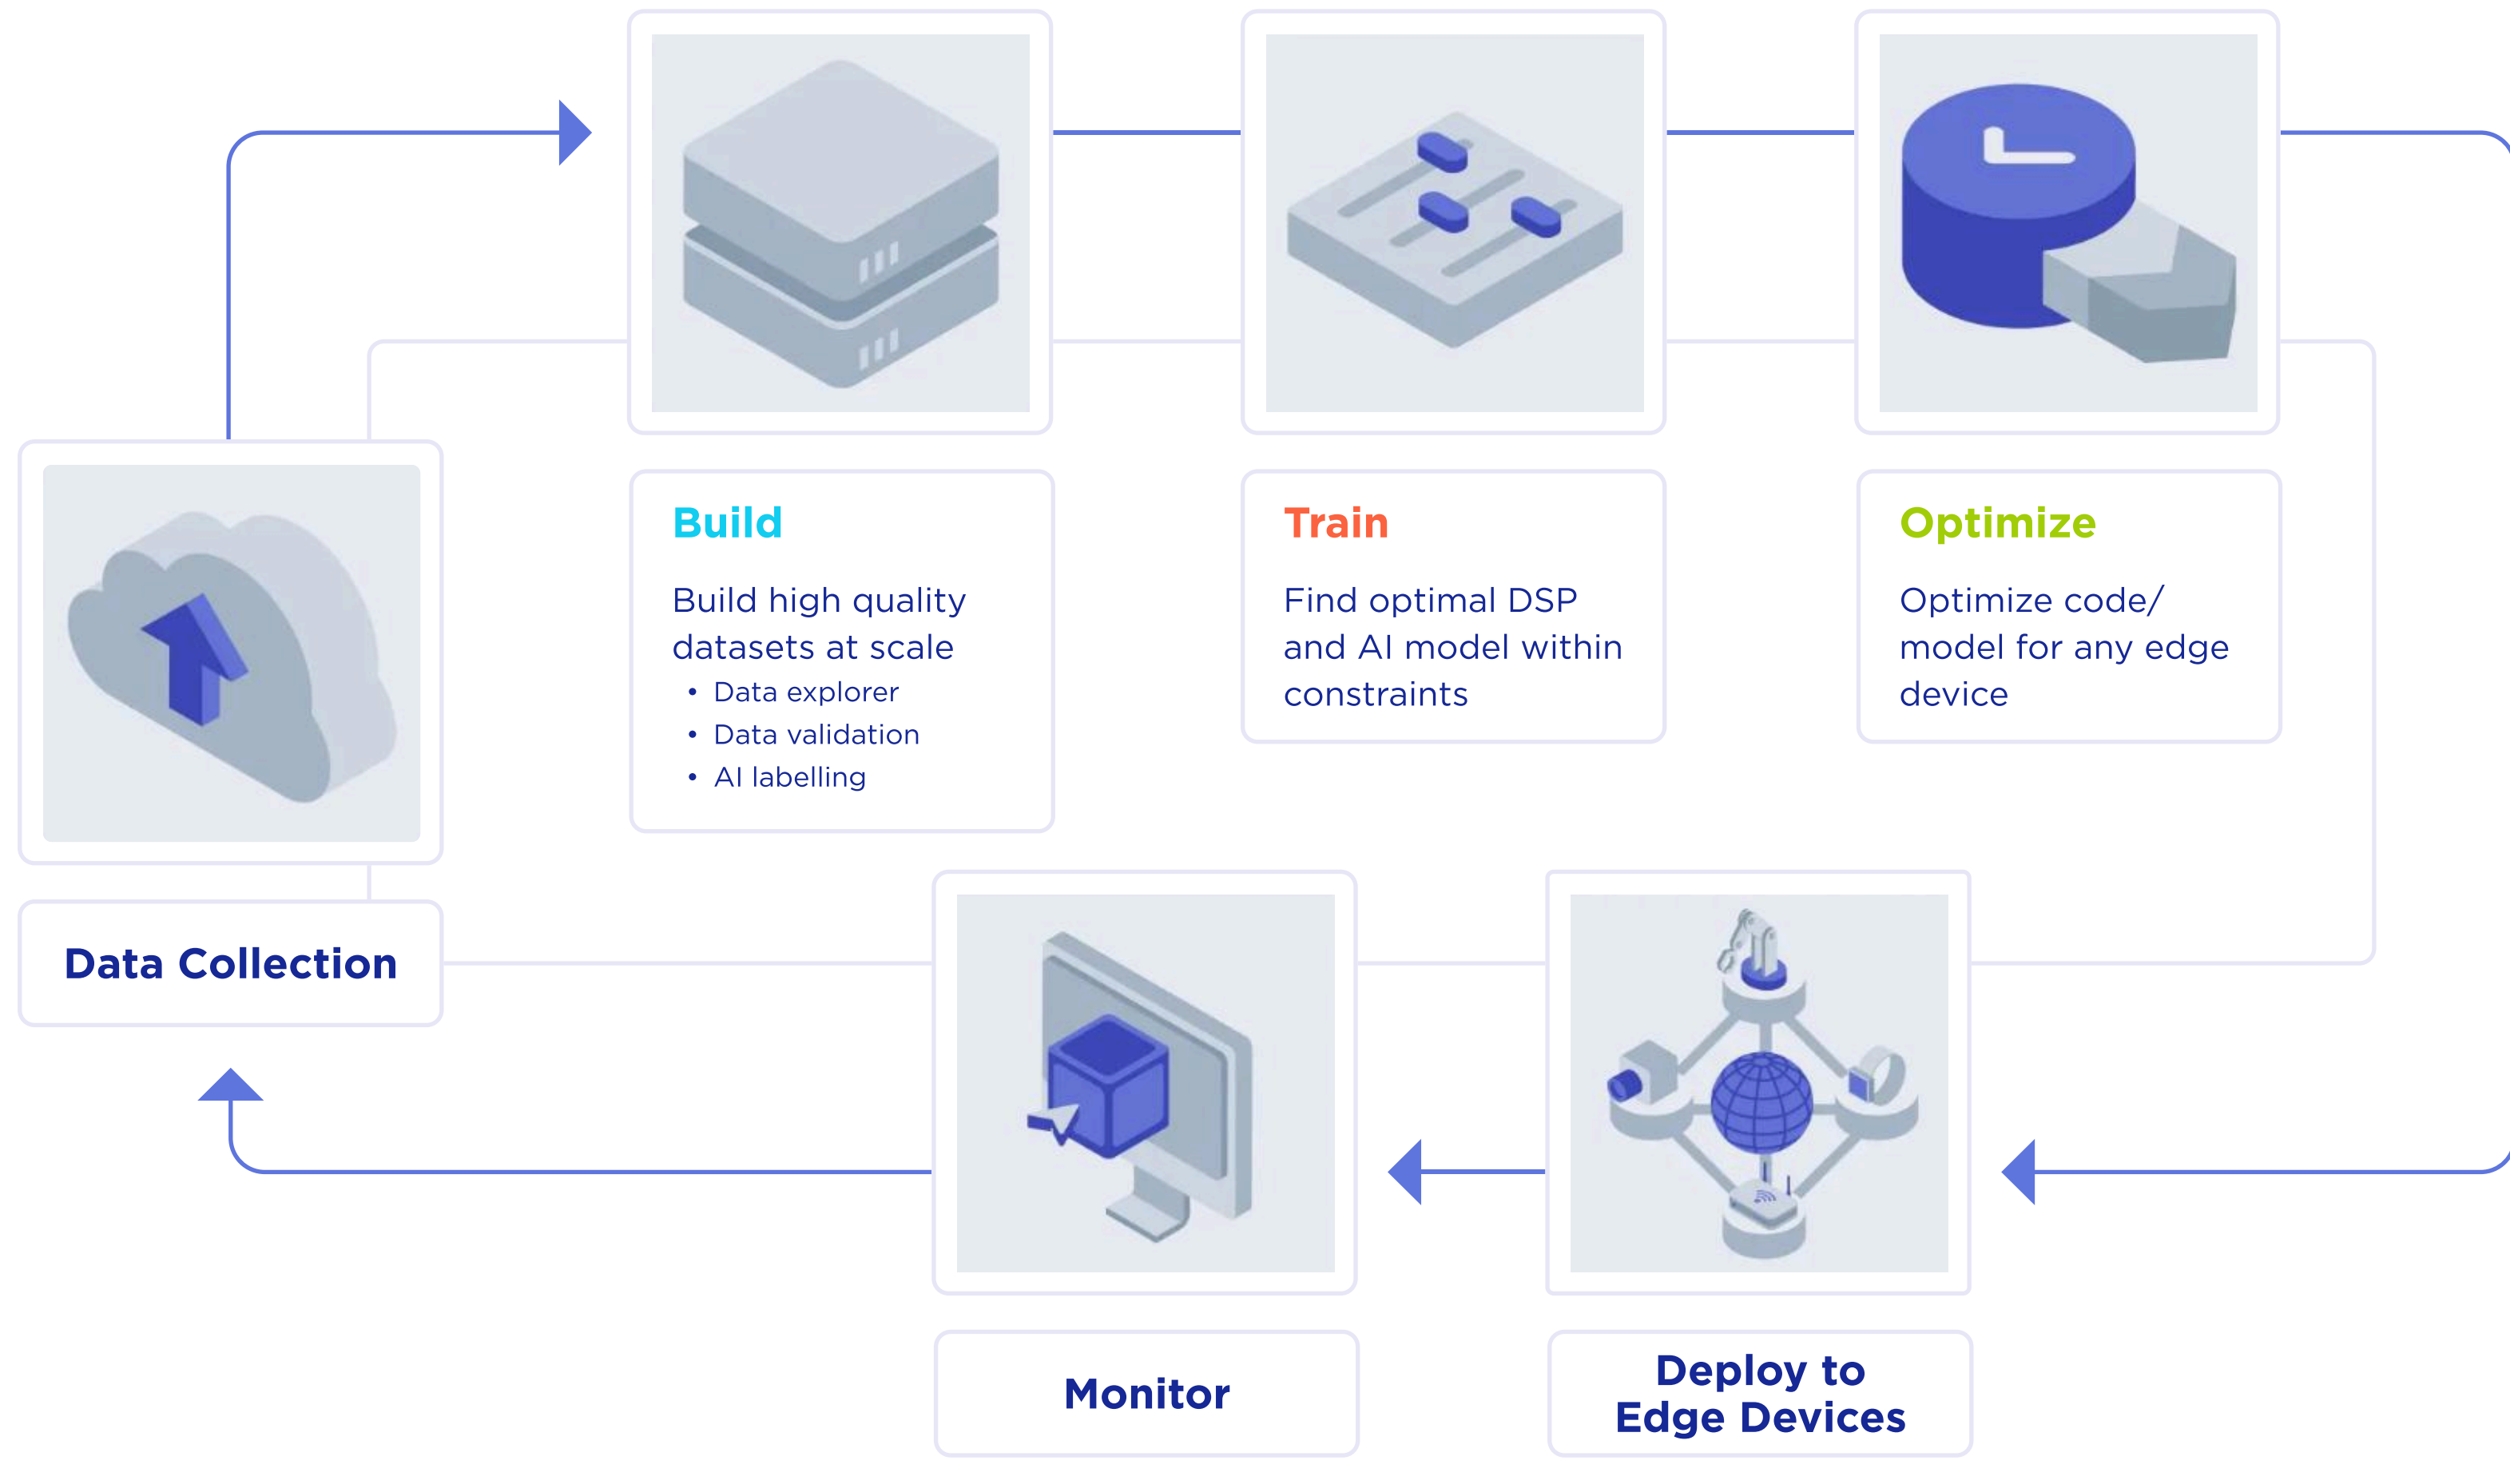 Build
Build high quality
datasets at scale
• Data explorer
• Data validation
• AI labelling
Train
Find optimal DSP
and AI model within
constraints
Optimize
Optimize code/
model for any edge
device
Data Collection
Monitor
Deploy to
Edge Devices